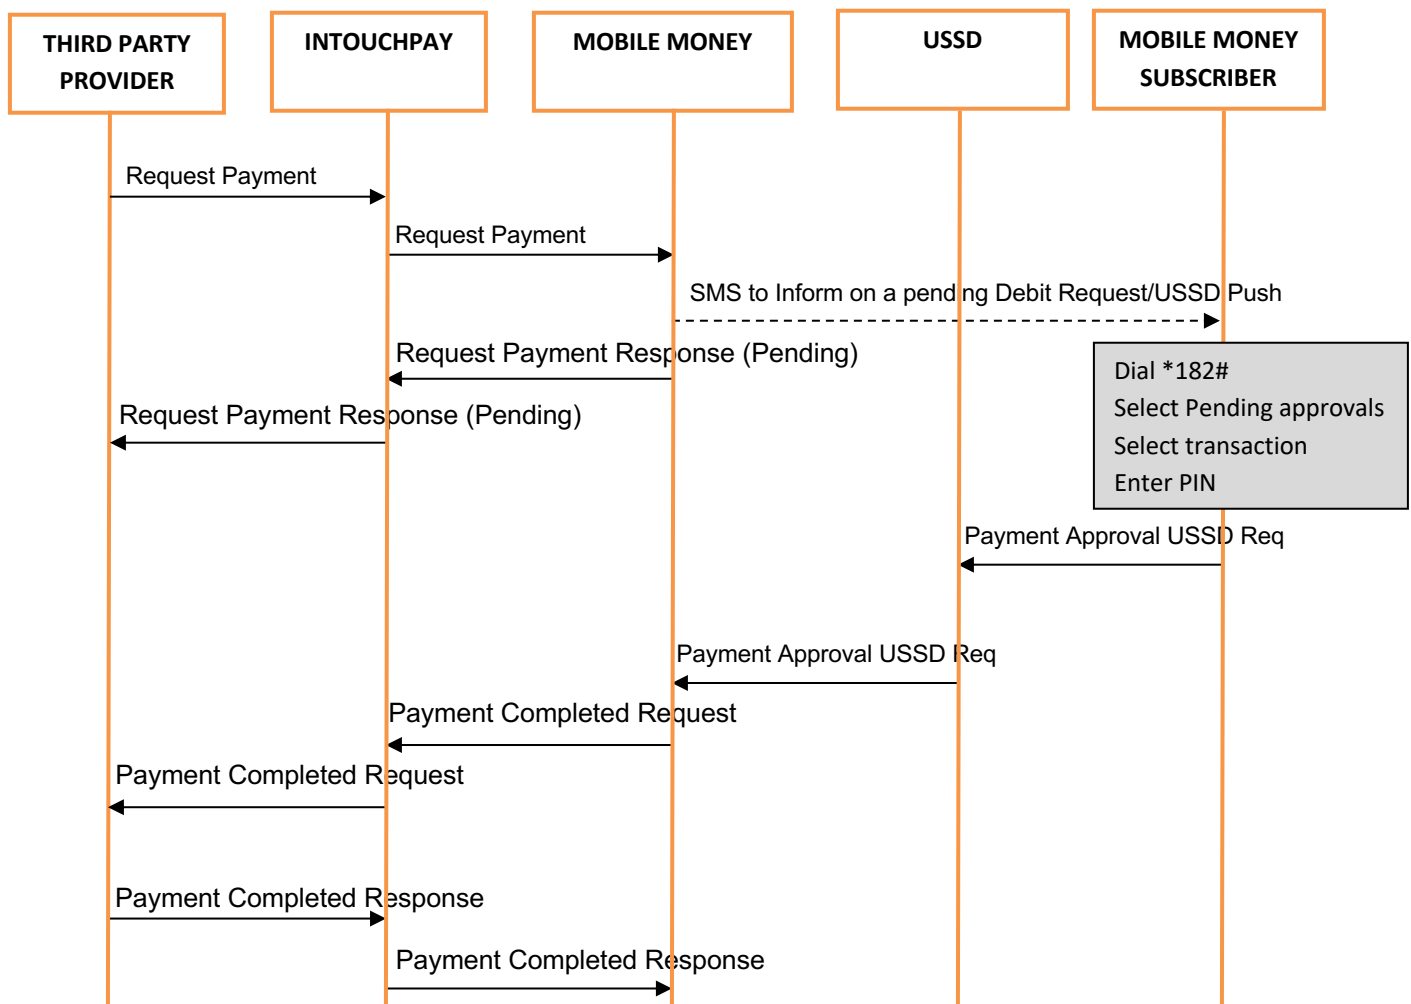 THIRD PARTY
PROVIDER
INTOUCHPAY
MOBILE MONEY
USSD
MOBILE MONEY
SUBSCRIBER
Request Payment
Request Payment
SMS to Inform on a pending Debit Request/USSD Push
Request Payment Response (Pending)
Request Payment Response (Pending)
Dial *182#
Select Pending approvals
Select transaction
Enter PIN
Payment Approval USSD Req
Payment Approval USSD Req
Payment Completed Request
Payment Completed Request
Payment Completed Response
Payment Completed Response